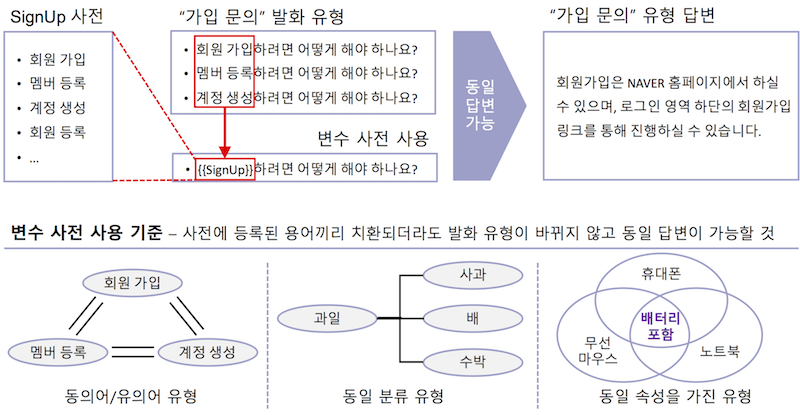 SignUp 사전
• 회원 가입
• 멤버 등록
• 계정 생성
• 회원 등록
• ...
“가입 문의” 발화 유형
• 회원 가입하려면 어떻게 해야 하나요?
• 멤버 등록하려면 어떻게 해야 하나요?
• 계정 생성하려면 어떻게 해야 하나요?
변수 사전 사용
• {{SignUp}}하려면 어떻게 해야 하나요?
동일
답변
가능
“가입 문의” 유형 답변
회원가입은 NAVER 홈페이지에서 하실
수 있으며, 로그인 영역 하단의 회원가입
링크를 통해 진행하실 수 있습니다.
변수 사전 사용 기준 – 사전에 등록된 용어끼리 치환되더라도 발화 유형이 바뀌지 않고 동일 답변이 가능할 것
회원 가입
멤버 등록
계정 생성
동의어/유의어 유형
과일
사과
배
수박
동일 분류 유형
휴대폰
배터리
포함
무선
마우스
노트북
동일 속성을 가진 유형